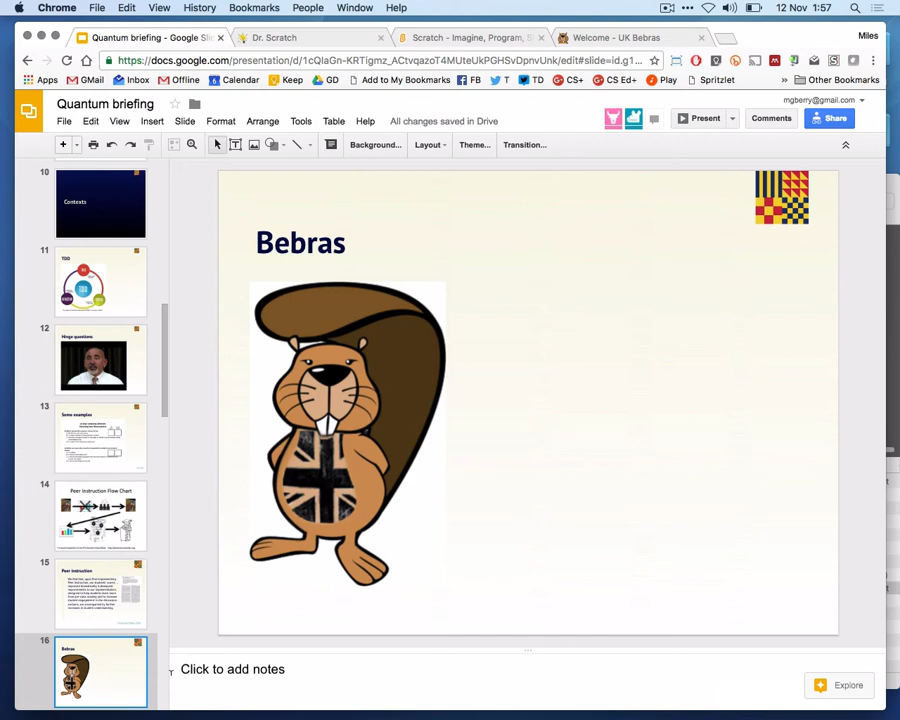 Chrome File Edit View History Bookmarks People Window Help 12 Nov 1:57
Quantum briefing - Google Sli
Dr. Scratch
Scratch - Imagine, Program, S
Welcome - UK Bebras
Miles
https://docs.google.com/presentation/d/1cQIaGn-KRTigmz_ACtvqazoT4MUteUkPGHSvDpnvUnk/edit#slide=id.g1...
Apps GMail Inbox Offline Calendar Keep GD Add to My Bookmarks FB T TD CS+ CS Ed+ Play Spritzlet » Other Bookmarks
Quantum briefing
mgberry@gmail.com
File Edit View Insert Slide Format Arrange Tools Table Help All changes saved in Drive
Present Comments Share
Background... Layout Theme... Transition...
10
Contexts
11
TDD
12
Hinge questions
13
Some examples
14
Peer Instruction Flow Chart
15
Peer Instruction
16
Bebras
Bebras
Click to add notes
Explore